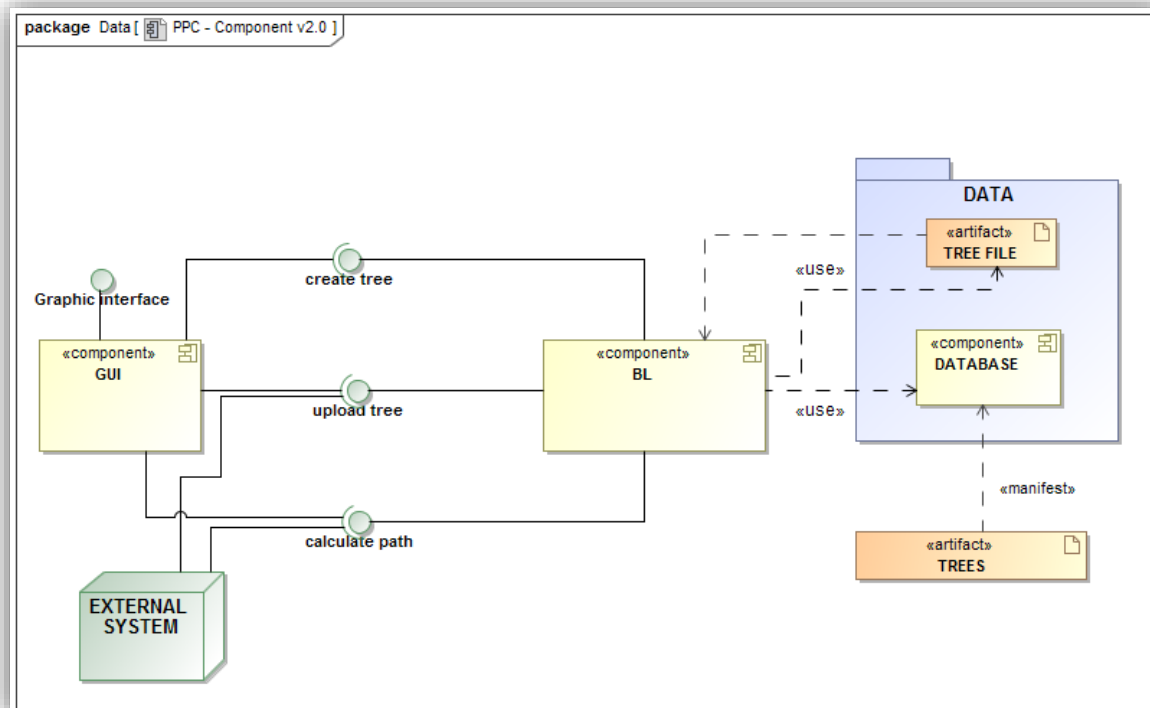 package Data [ PPC - Component v2.0 ]
DATA
«artifact»
TREE FILE
«use»
create tree
Graphic interface
«component»
GUI
«component»
BL
«component»
DATABASE
upload tree
«use»
«manifest»
calculate path
«artifact»
TREES
EXTERNAL
SYSTEM